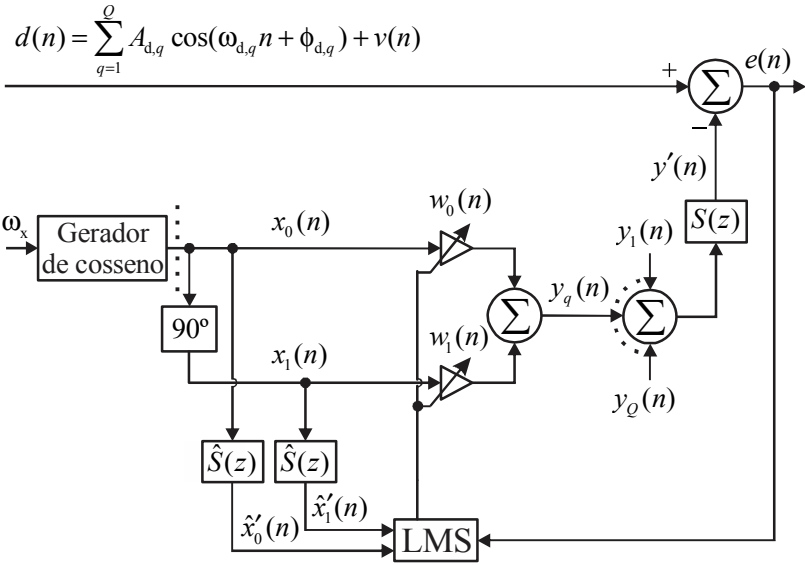 d(n) = ∑_{q=1}^{Q} A_{d,q} cos(ω_{d,q} n + ϕ_{d,q}) + v(n)
+
∑
e(n)
−
y′(n)
S(z)
ω_x
Gerador
de cosseno
x_0(n)
w_0(n)
y_1(n)
90º
∑
y_q(n)
∑
x_1(n)
w_1(n)
y_Q(n)
Ŝ(z)
Ŝ(z)
x̂′_1(n)
x̂′_0(n)
LMS